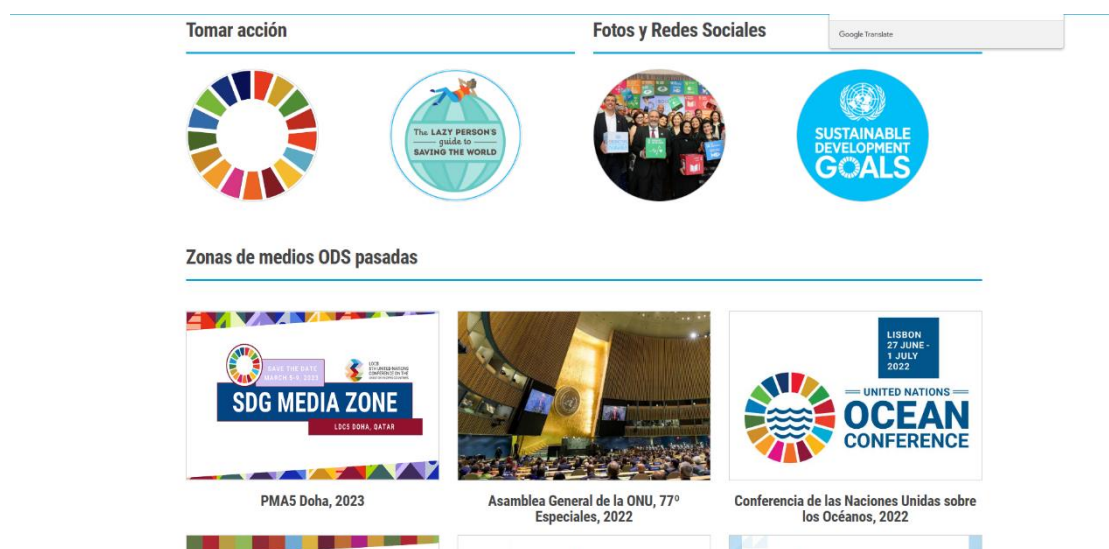 Tomar acción
Fotos y Redes Sociales
Google Translate
The LAZY PERSON'S
guide to
SAVING THE WORLD
SUSTAINABLE
DEVELOPMENT
GOALS
Zonas de medios ODS pasadas
SAVE THE DATE
MARCH 5-9, 2023
SDG MEDIA ZONE
LDC5 DOHA, QATAR
LISBON
27 JUNE -
1 JULY
2022
UNITED NATIONS
OCEAN
CONFERENCE
PMA5 Doha, 2023
Asamblea General de la ONU, 77º
Especiales, 2022
Conferencia de las Naciones Unidas sobre
los Océanos, 2022